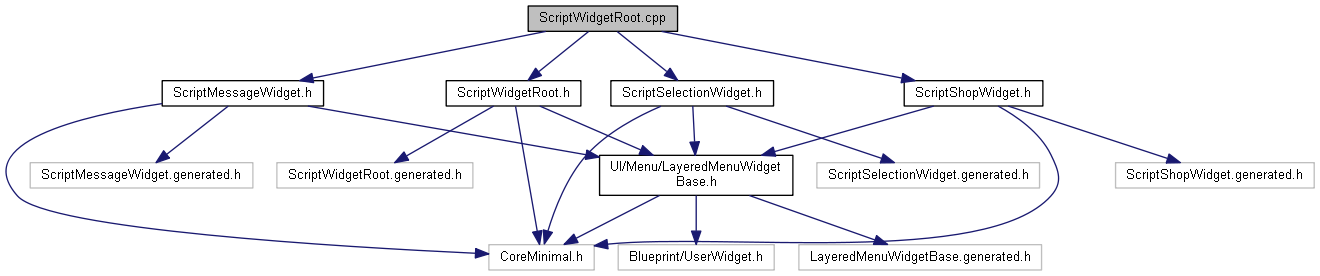 ScriptWidgetRoot.cpp
ScriptMessageWidget.h
ScriptWidgetRoot.h
ScriptSelectionWidget.h
ScriptShopWidget.h
ScriptMessageWidget.generated.h
ScriptWidgetRoot.generated.h
UI/Menu/LayeredMenuWidget
Base.h
ScriptSelectionWidget.generated.h
ScriptShopWidget.generated.h
CoreMinimal.h
Blueprint/UserWidget.h
LayeredMenuWidgetBase.generated.h